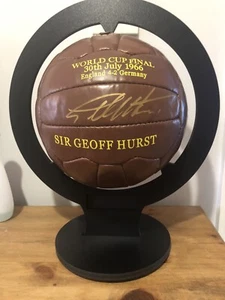 WORLD CUP FINAL
30th July 1966
England 4-2 Germany
SIR GEOFF HURST